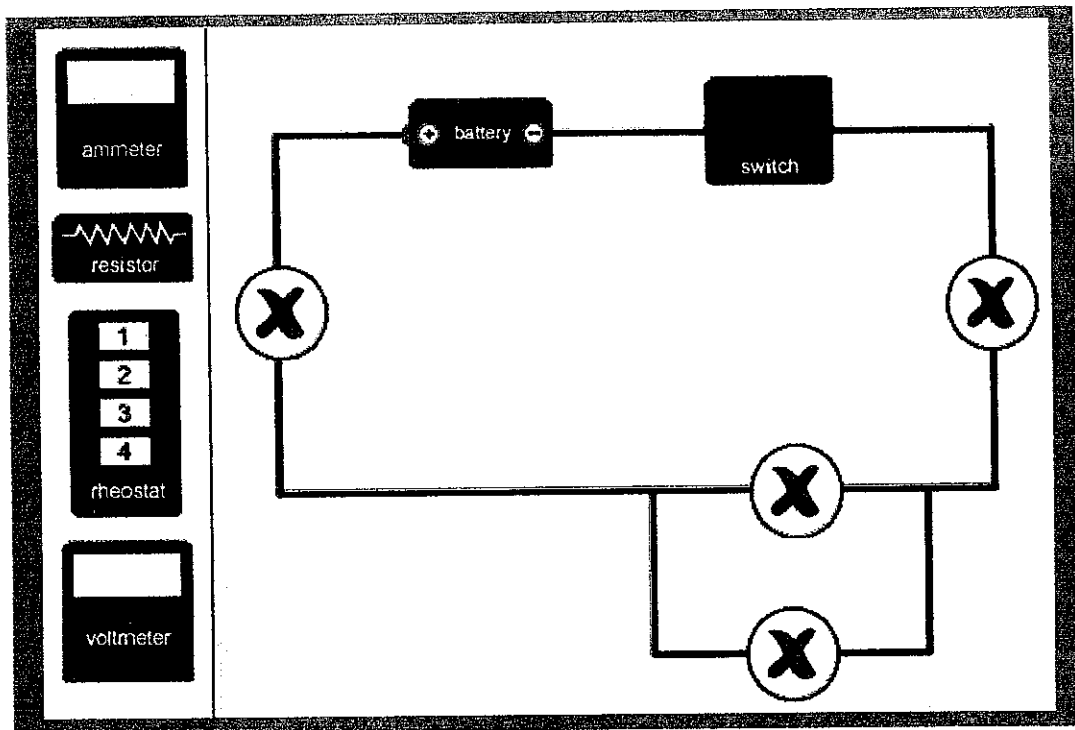 ammeter
resistor
1
2
3
4
rheostat
voltmeter
+ battery −
switch